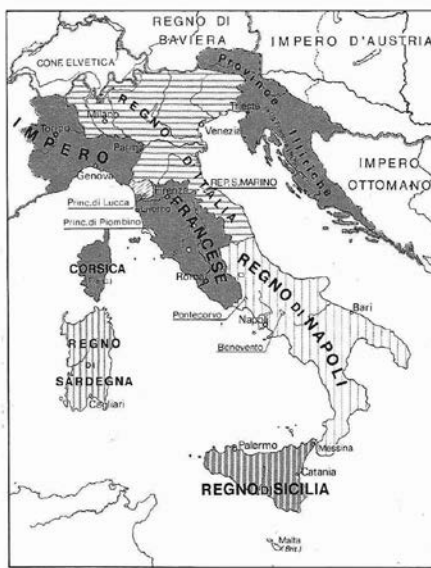 REGNO DI
BAVIERA
IMPERO D'AUSTRIA
CONF. ELVETICA
Province Illiriche
REGNO D'ITALIA
Milano
Trieste
Venezia
Torino
IMPERO FRANCESE
Parma
Genova
IMPERO
OTTOMANO
Firenze
REP. S. MARINO
Princ. di Lucca
Livorno
Princ. di Piombino
CORSICA
Roma
REGNO DI NAPOLI
Pontecorvo
Napoli
Bari
Benevento
REGNO
DI
SARDEGNA
Cagliari
Palermo
Messina
Catania
REGNO DI SICILIA
Malta
(Brit.)